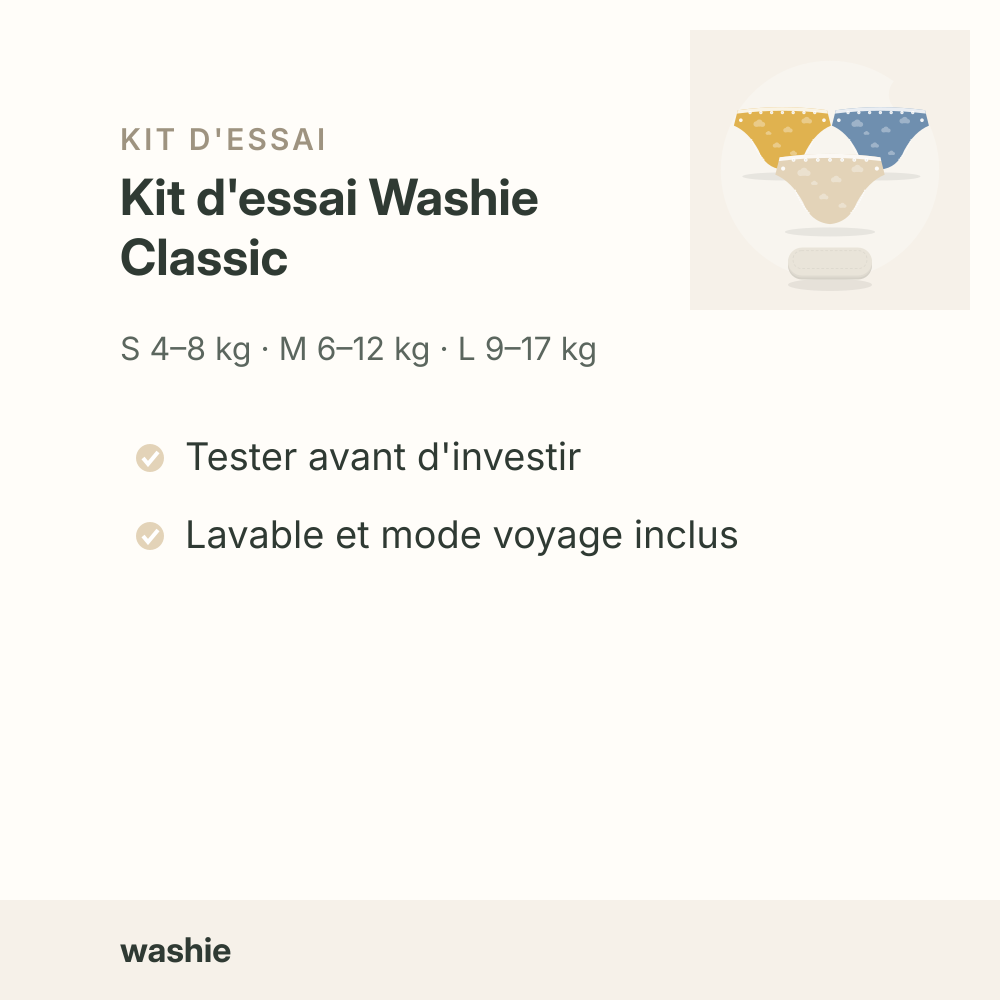 KIT D'ESSAI
Kit d'essai Washie
Classic
S 4–8 kg · M 6–12 kg · L 9–17 kg
Tester avant d'investir
Lavable et mode voyage inclus
washie